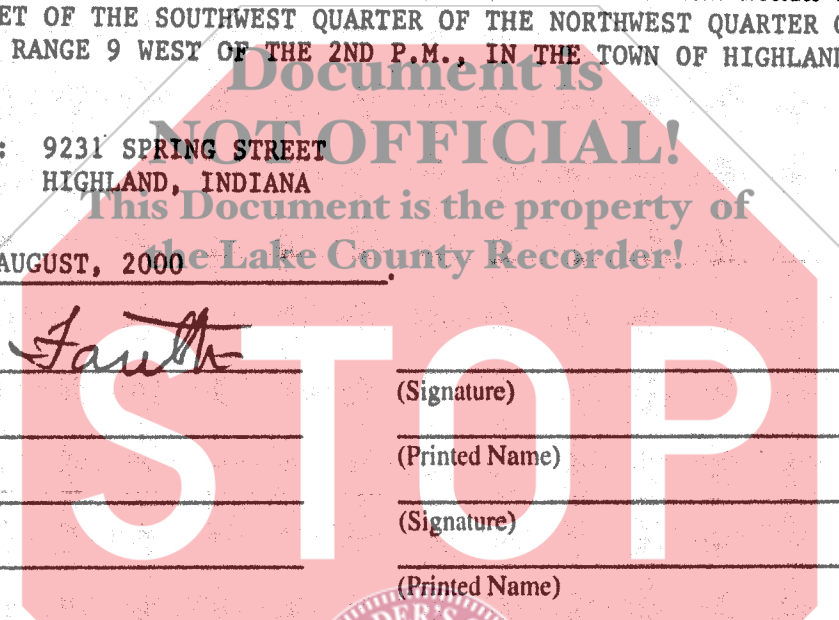 ET OF THE SOUTHWEST QUARTER OF THE NORTHWEST QUARTER
RANGE 9 WEST OF THE 2ND P.M., IN THE TOWN OF HIGHLAND
Document is
NOT OFFICIAL!
: 9231 SPRING STREET
HIGHLAND, INDIANA
This Document is the property of
the Lake County Recorder!
AUGUST, 2000.
STOP
(Signature)
(Printed Name)
(Signature)
(Printed Name)
DER'S